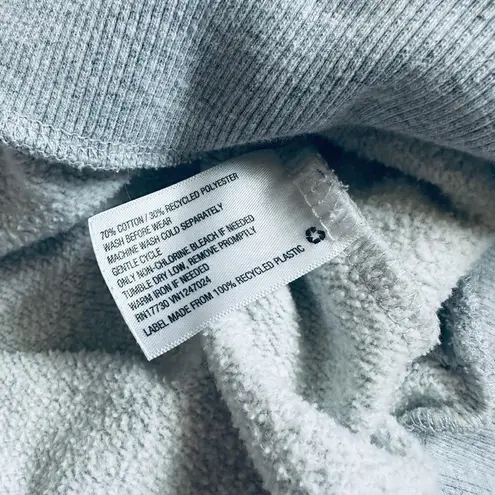 70% COTTON / 30% RECYCLED POLYESTER
WASH BEFORE WEAR
MACHINE WASH COLD SEPARATELY
GENTLE CYCLE
ONLY NON-CHLORINE BLEACH IF NEEDED
TUMBLE DRY LOW, REMOVE PROMPTLY
WARM IRON IF NEEDED
RN17730 VN1247024
LABEL MADE FROM 100% RECYCLED PLASTIC